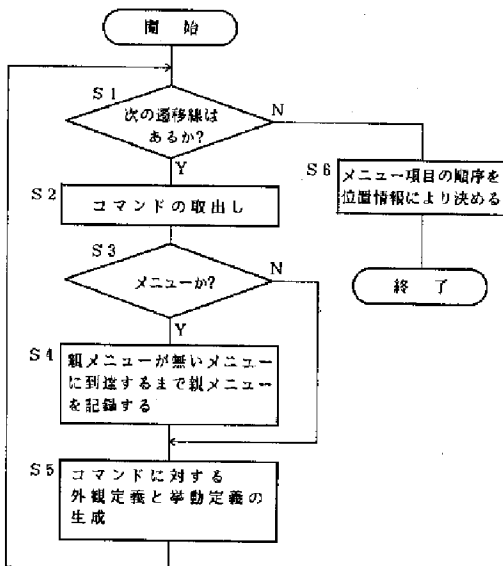 開始
S1
次の遷移線は
あるか?
N
Y
S6
メニュー項目の順序を
位置情報により決める
S2
コマンドの取出し
終了
S3
メニューか?
N
Y
S4
親メニューが無いメニュー
に到達するまで親メニュー
を記録する
S5
コマンドに対する
外観定義と挙動定義の
生成